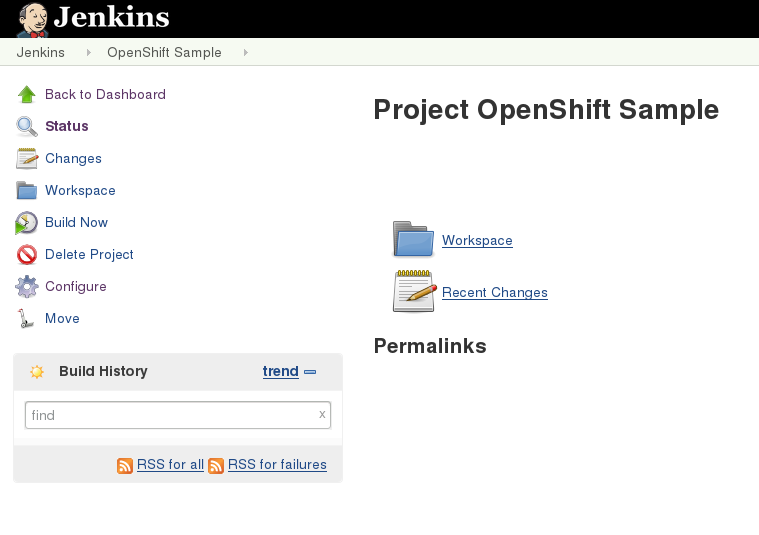 Jenkins
Jenkins OpenShift Sample
Back to Dashboard
Status
Changes
Workspace
Build Now
Delete Project
Configure
Move
Build History trend
find x
RSS for all RSS for failures
Project OpenShift Sample
Workspace
Recent Changes
Permalinks